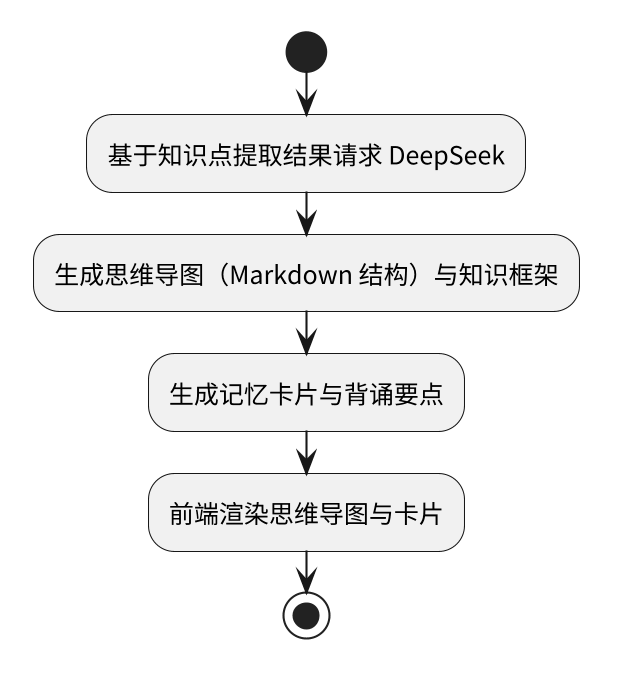 基于知识点提取结果请求 DeepSeek
生成思维导图（Markdown 结构）与知识框架
生成记忆卡片与背诵要点
前端渲染思维导图与卡片